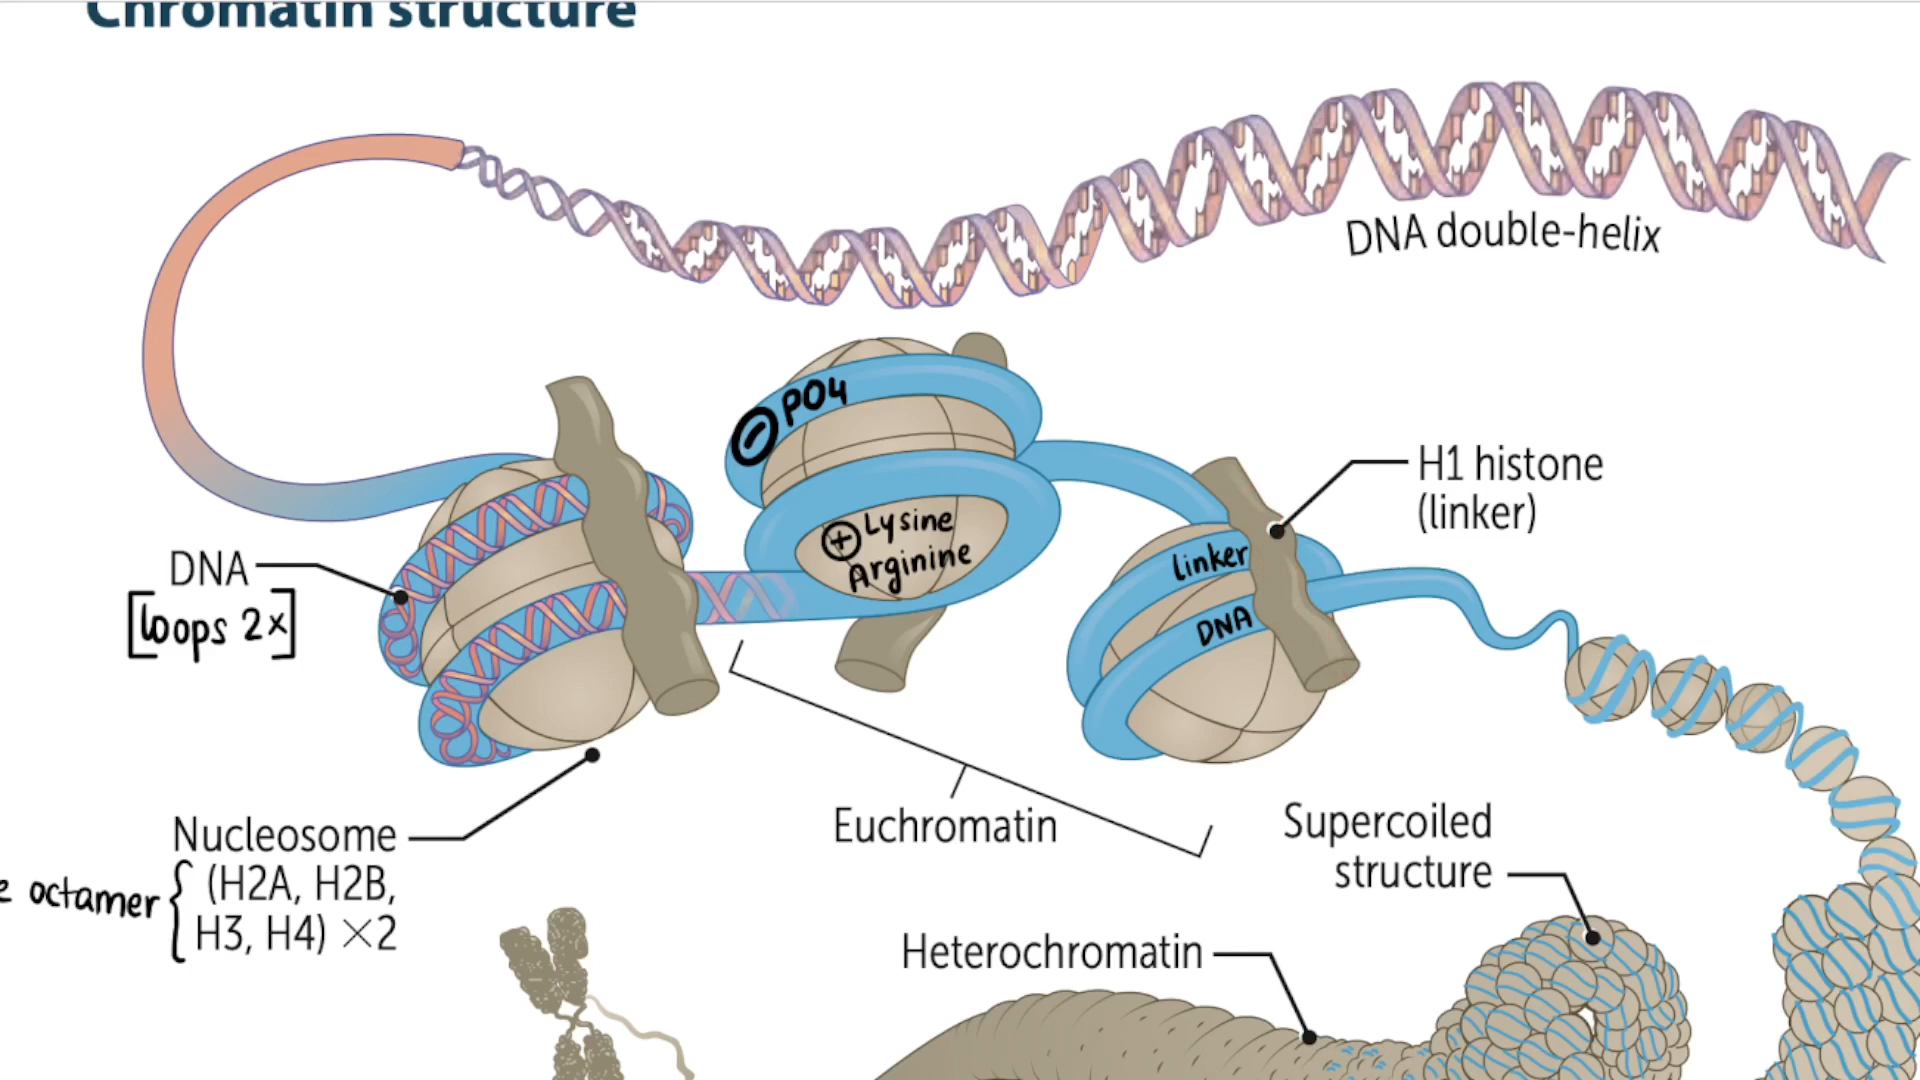 Chromatin structure
DNA double-helix
⊖ PO4
H1 histone
(linker)
⊕ Lysine
Arginine
linker
DNA
DNA
[loops 2x]
Euchromatin
Nucleosome
octamer { (H2A, H2B,
H3, H4) ×2
Supercoiled
structure
Heterochromatin